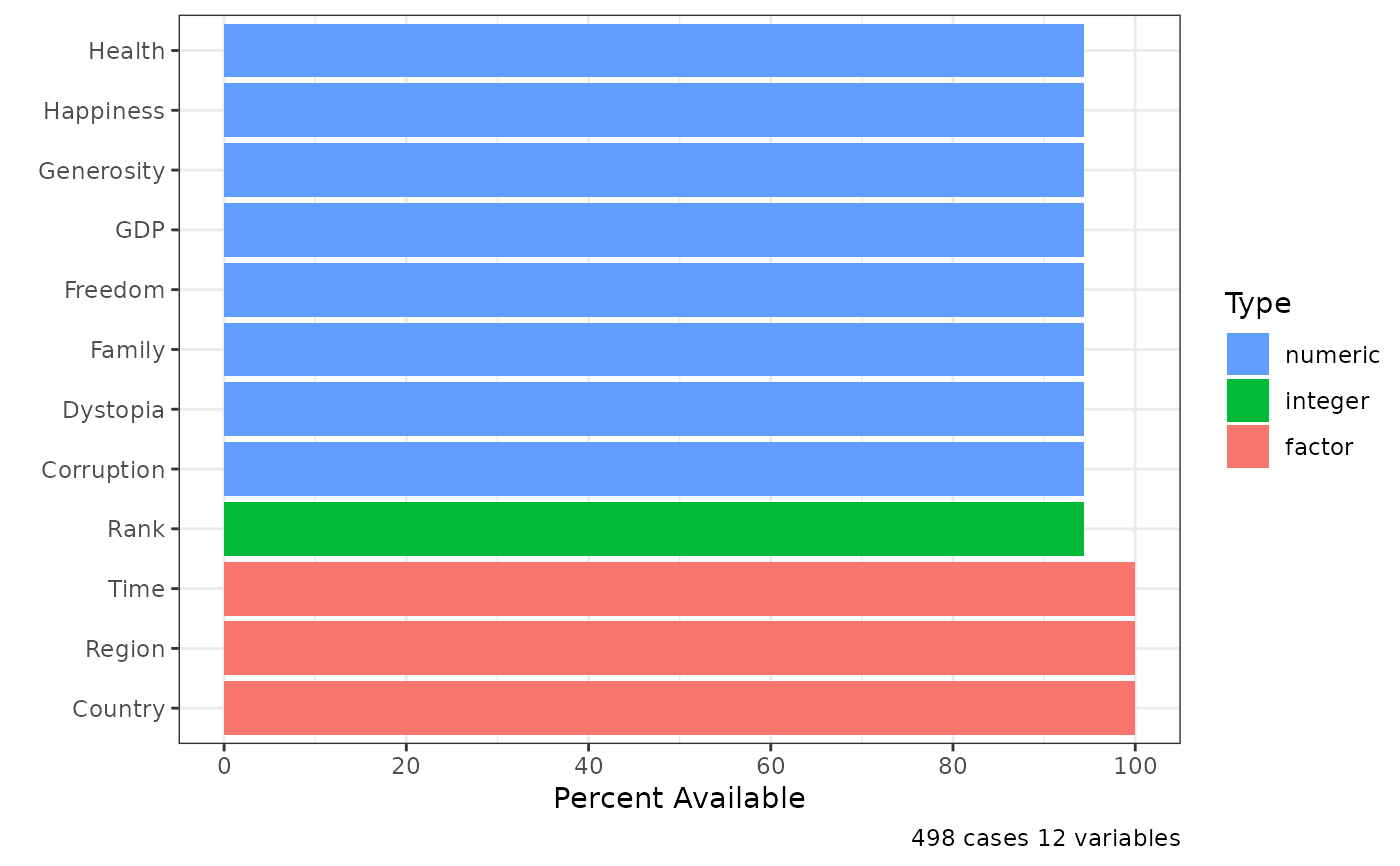 Health
Happiness
Generosity
GDP
Freedom
Family
Dystopia
Corruption
Rank
Time
Region
Country
0 20 40 60 80 100
Percent Available
498 cases 12 variables
Type
numeric
integer
factor